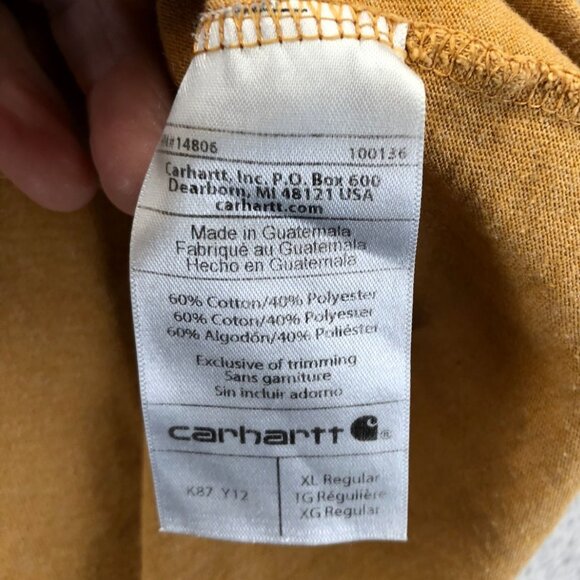 RN#14806 100136
Carhartt, Inc. P.O. Box 600
Dearborn, MI 48121 USA
carhartt.com
Made in Guatemala
Fabriqué au Guatemala
Hecho en Guatemala
60% Cotton/40% Polyester
60% Coton/40% Polyester
60% Algodón/40% Poliéster
Exclusive of trimming
Sans garniture
Sin incluir adorno
carhartt ®
K87 Y12
XL Regular
TG Régulière
XG Regular